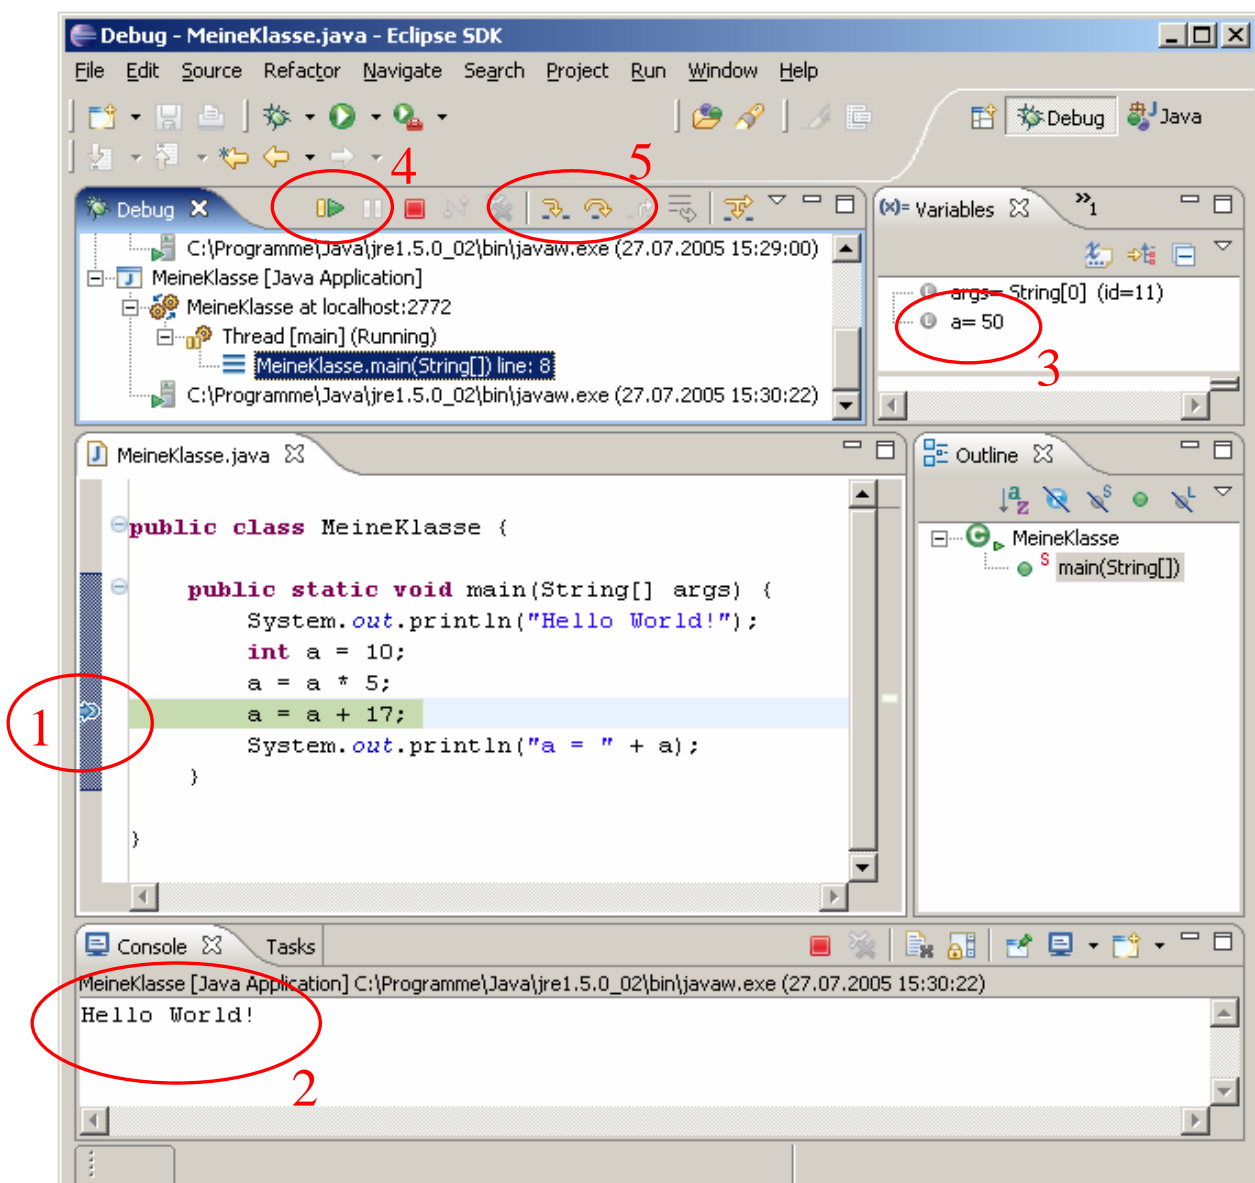 Debug - MeineKlasse.java - Eclipse SDK
File Edit Source Refactor Navigate Search Project Run Window Help
Debug Java
4 5
Debug
(x)= Variables »1
C:\Programme\Java\jre1.5.0_02\bin\javaw.exe (27.07.2005 15:29:00)
MeineKlasse [Java Application]
MeineKlasse at localhost:2772
Thread [main] (Running)
MeineKlasse.main(String[]) line: 8
C:\Programme\Java\jre1.5.0_02\bin\javaw.exe (27.07.2005 15:30:22)
args= String[0] (id=11)
a= 50
3
MeineKlasse.java
public class MeineKlasse {
public static void main(String[] args) {
System.out.println("Hello World!");
int a = 10;
a = a * 5;
a = a + 17;
System.out.println("a = " + a);
}
}
1
Outline
MeineKlasse
S main(String[])
Console Tasks
MeineKlasse [Java Application] C:\Programme\Java\jre1.5.0_02\bin\javaw.exe (27.07.2005 15:30:22)
Hello World!
2